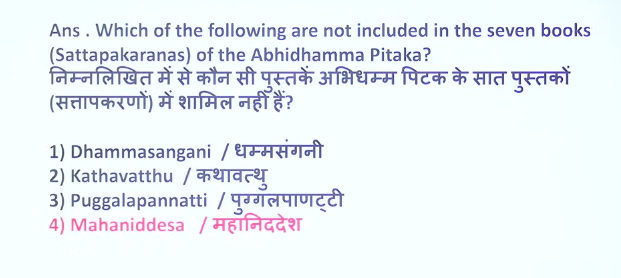 Ans . Which of the following are not included in the seven books
(Sattapakaranas) of the Abhidhamma Pitaka?
निम्नलिखित में से कौन सी पुस्तकें अभिधम्म पिटक के सात पुस्तकों
(सत्तापकरणों) में शामिल नहीं हैं?
1) Dhammasangani / धम्मसंगनी
2) Kathavatthu / कथावत्थु
3) Puggalapannatti / पुग्गलपाणट्टी
4) Mahaniddesa / महानिददेश